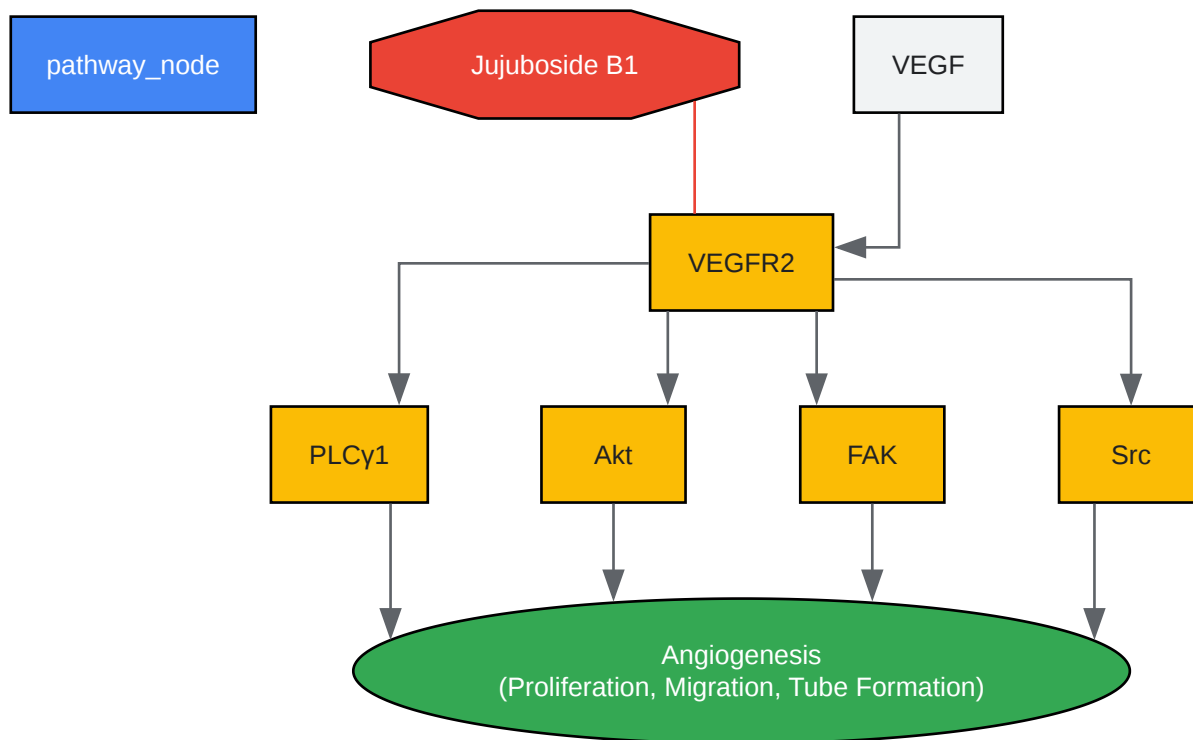 pathway_node
Jujuboside B1
VEGF
VEGFR2
PLCγ1
Akt
FAK
Src
Angiogenesis
(Proliferation, Migration, Tube Formation)